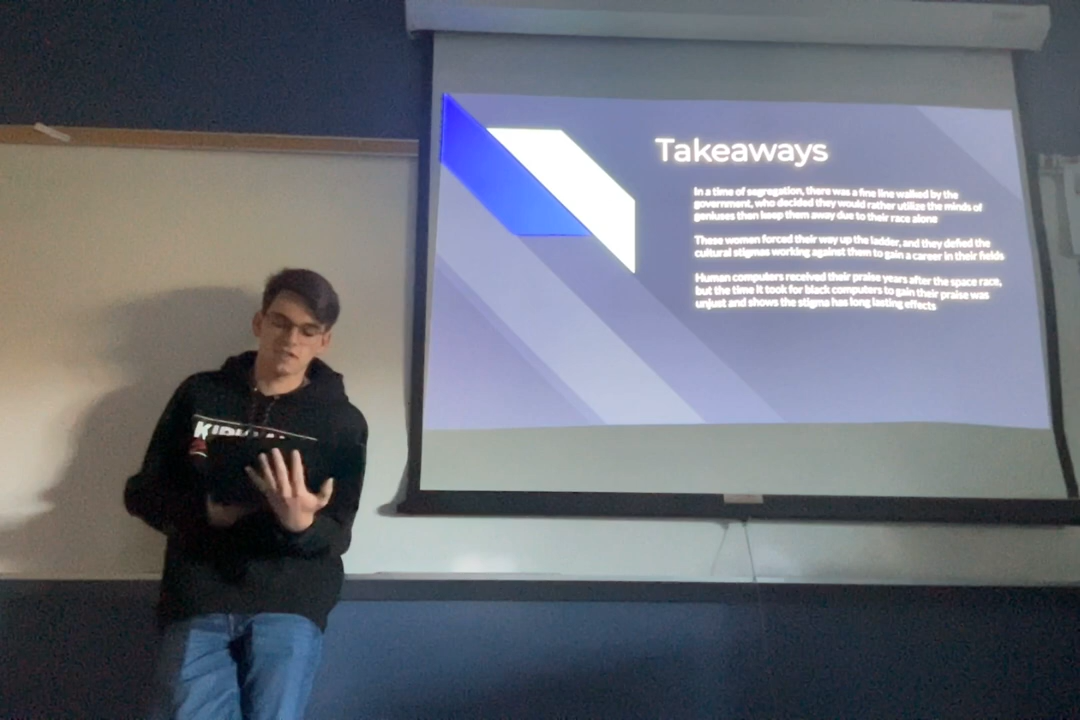 Takeaways
In a time of segregation, there was a fine line walked by the
government, who decided they would rather utilize the minds of
geniuses then keep them away due to their race alone
These women forced their way up the ladder, and they defied the
cultural stigmas working against them to gain a career in their fields
Human computers received their praise years after the space race,
but the time it took for black computers to gain their praise was
unjust and shows the stigma has long lasting effects